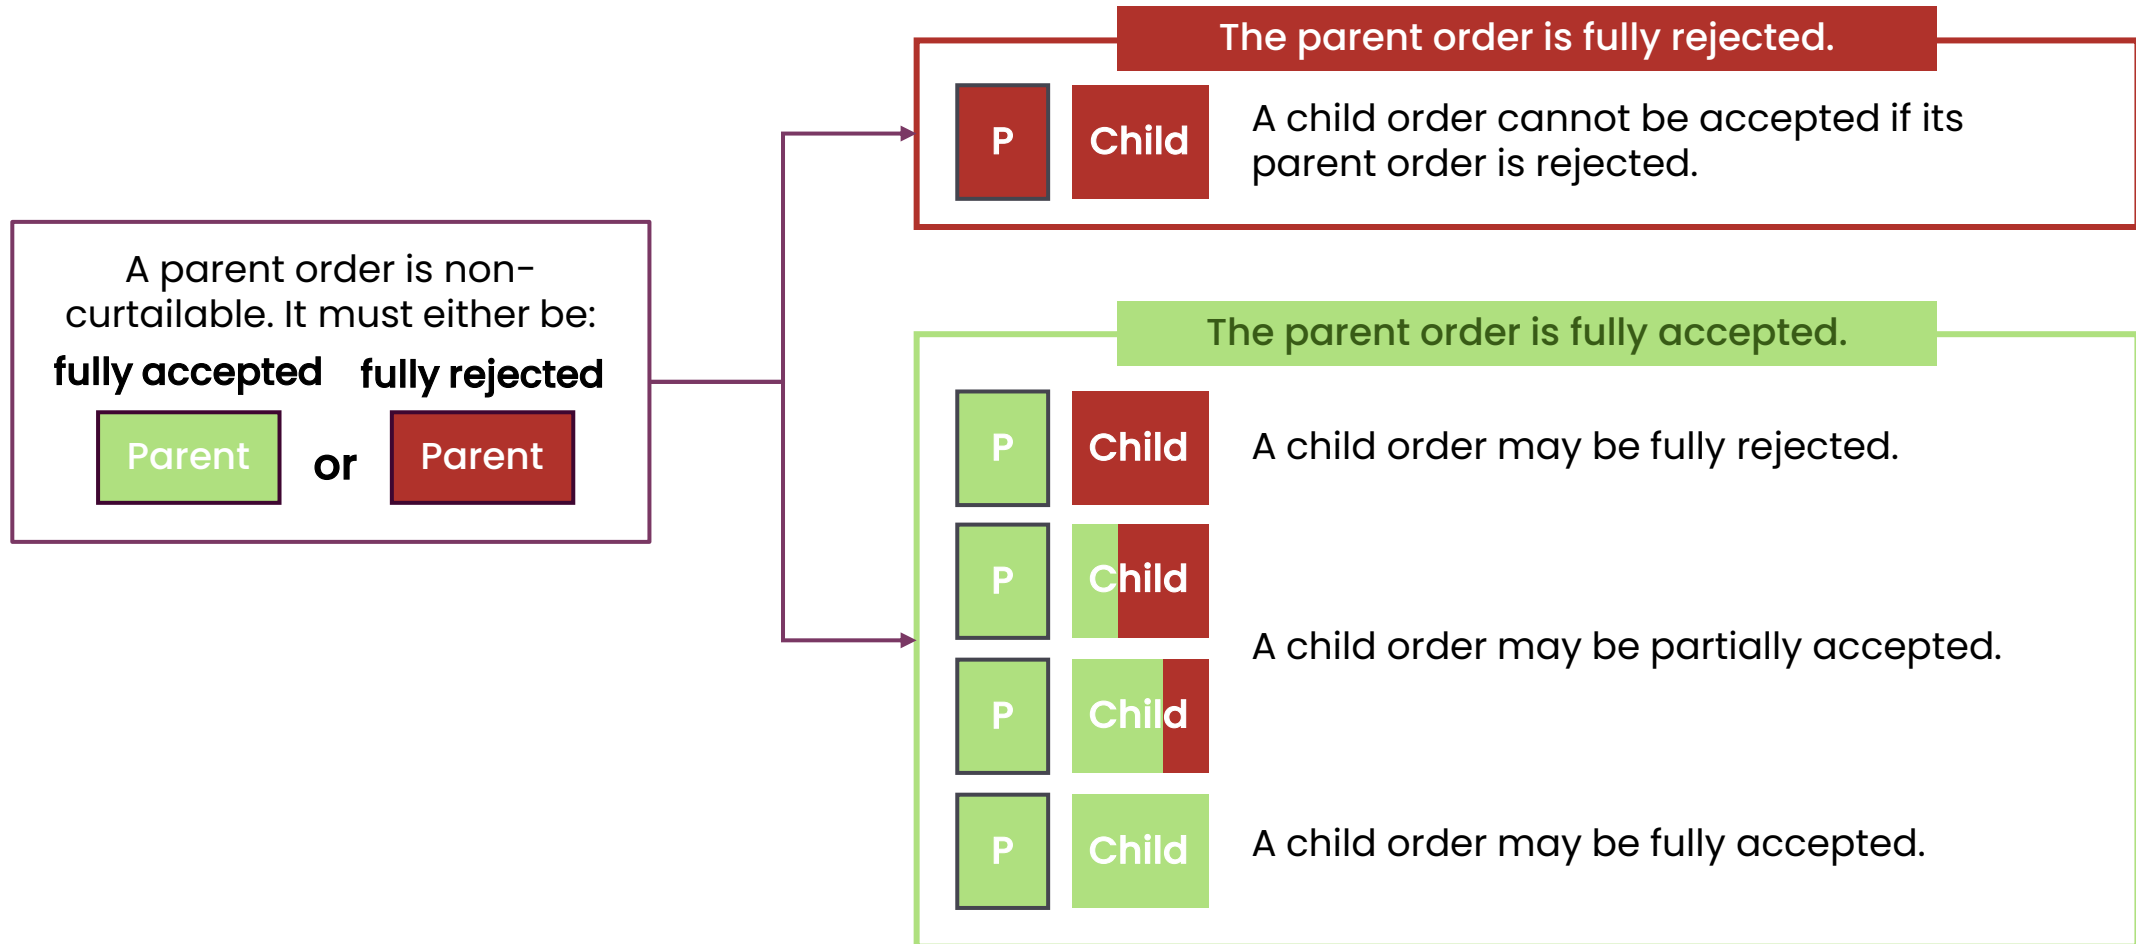 A parent order is non-
curtailable. It must either be:
fully accepted fully rejected
Parent or Parent
The parent order is fully rejected.
P Child
A child order cannot be accepted if its
parent order is rejected.
The parent order is fully accepted.
P Child A child order may be fully rejected.
P Child
A child order may be partially accepted.
P Child
P Child A child order may be fully accepted.